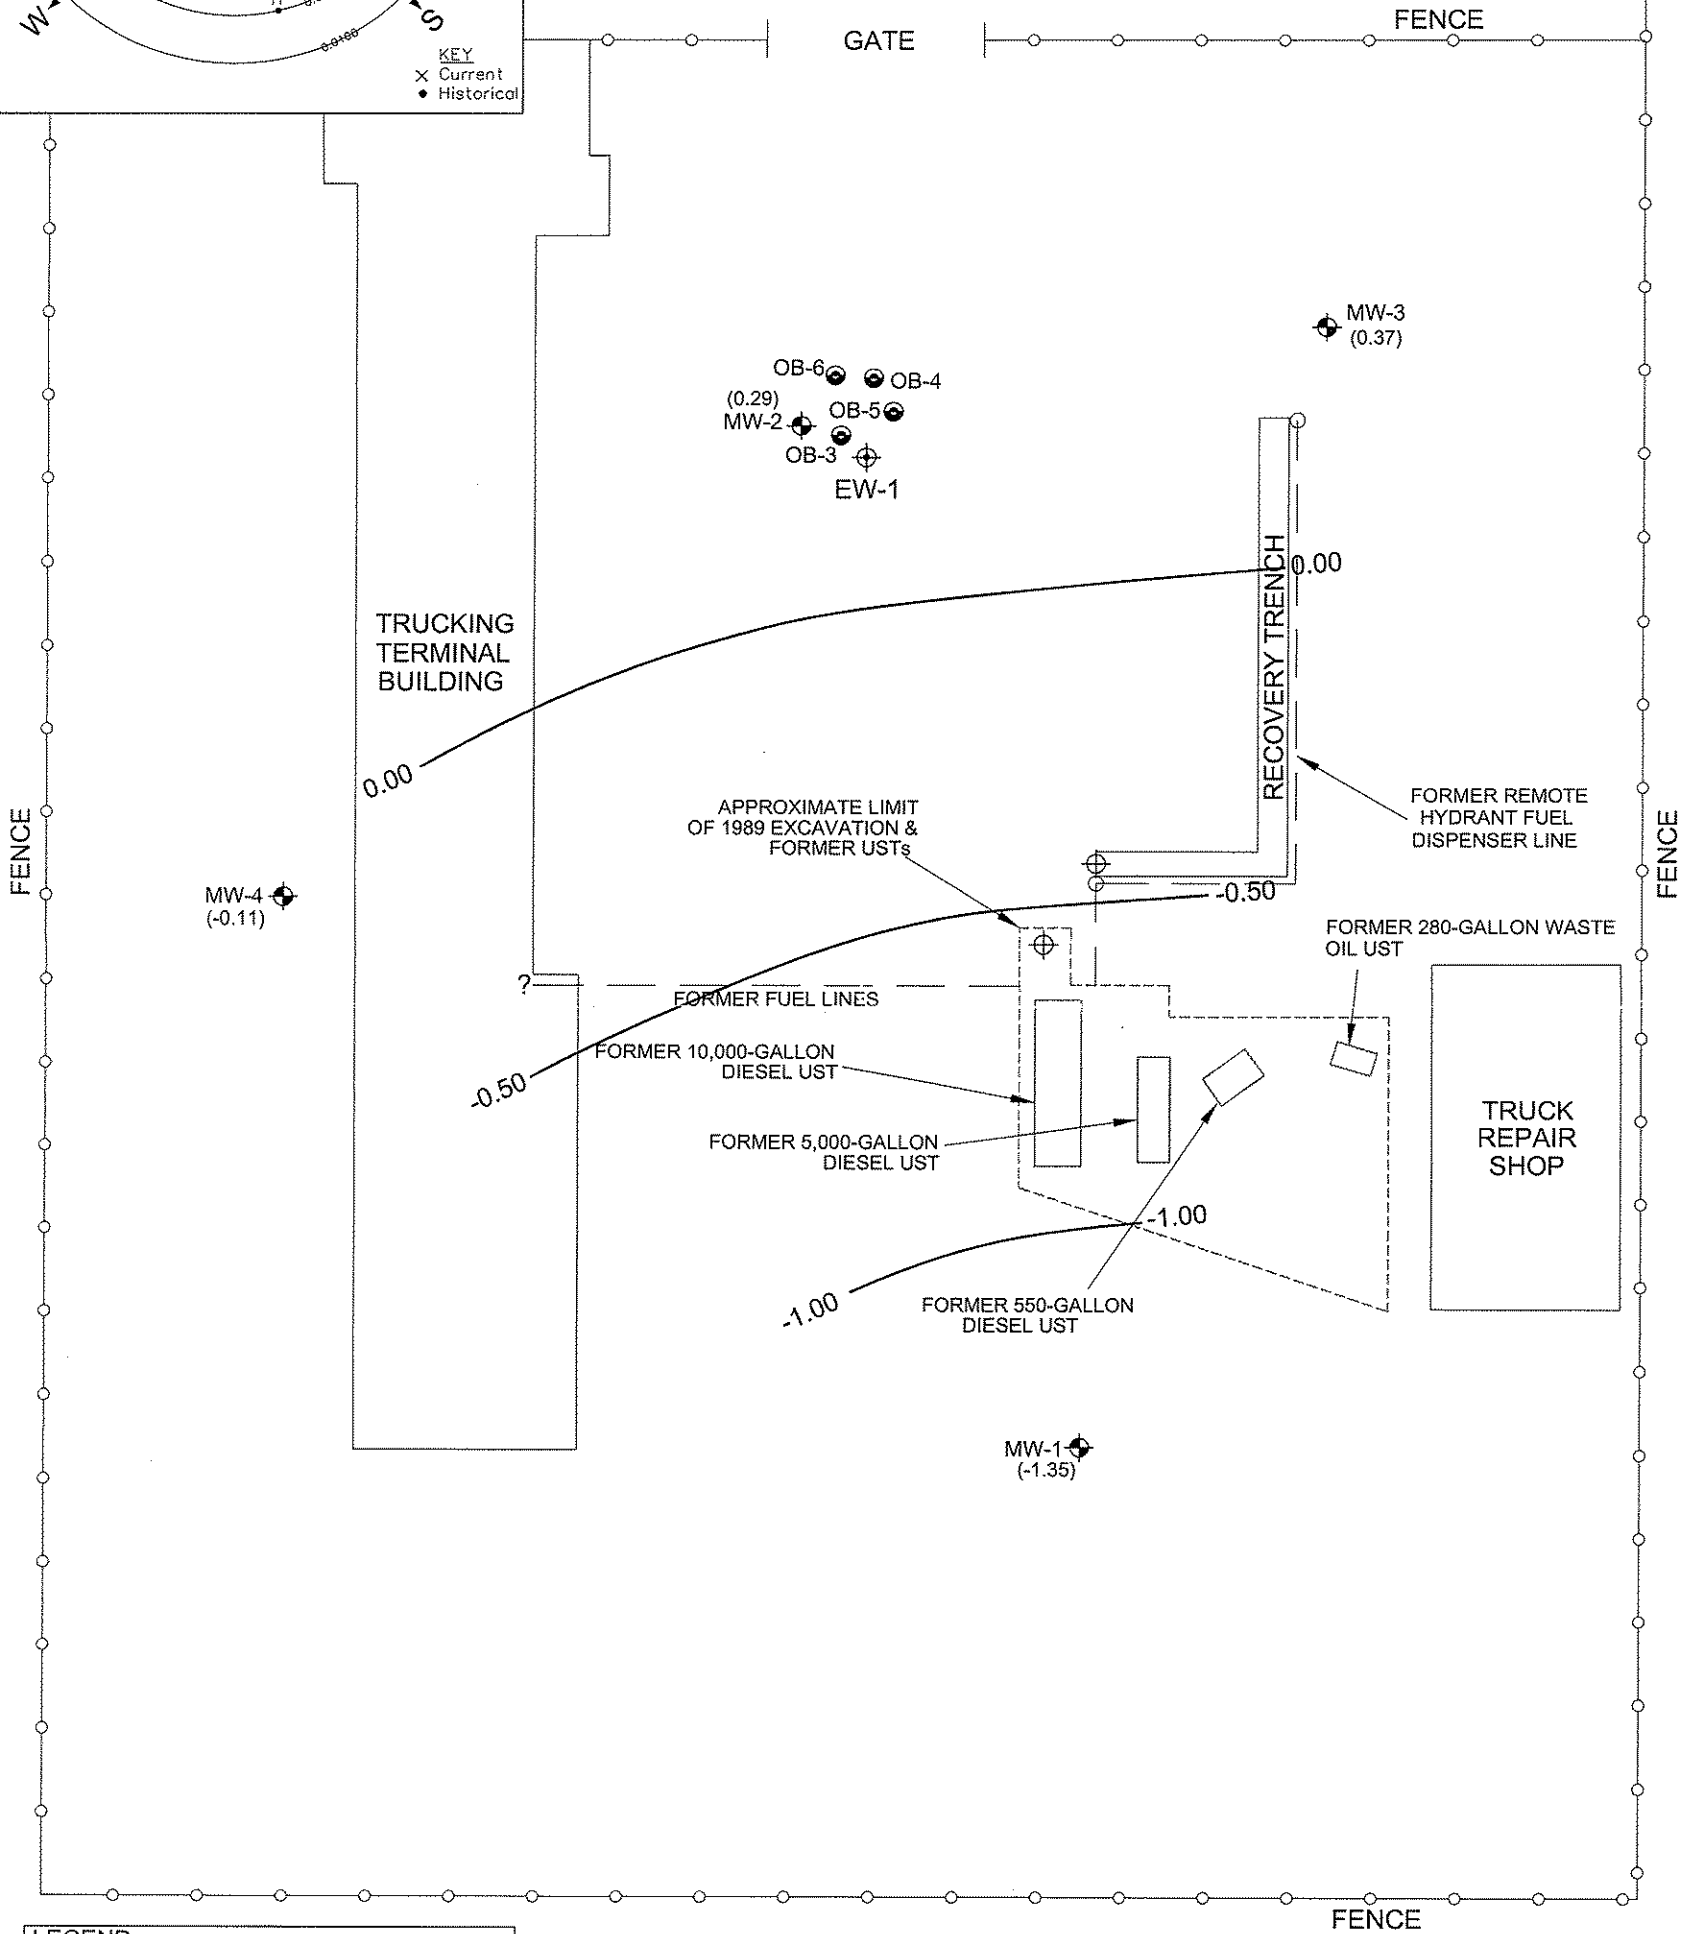 W
S
0.0100
KEY
Current
Historical
GATE
FENCE
MW-3
(0.37)
OB-6
OB-4
(0.29)
MW-2
OB-5
OB-3
EW-1
0.00
RECOVERY TRENCH
TRUCKING
TERMINAL
BUILDING
0.00
APPROXIMATE LIMIT
OF 1989 EXCAVATION &
FORMER USTs
FORMER REMOTE
HYDRANT FUEL
DISPENSER LINE
FENCE
FENCE
MW-4
(-0.11)
-0.50
FORMER 280-GALLON WASTE
OIL UST
?
FORMER FUEL LINES
FORMER 10,000-GALLON
DIESEL UST
-0.50
FORMER 5,000-GALLON
DIESEL UST
TRUCK
REPAIR
SHOP
-1.00
-1.00
FORMER 550-GALLON
DIESEL UST
MW-1
(-1.35)
FENCE
LEGEND